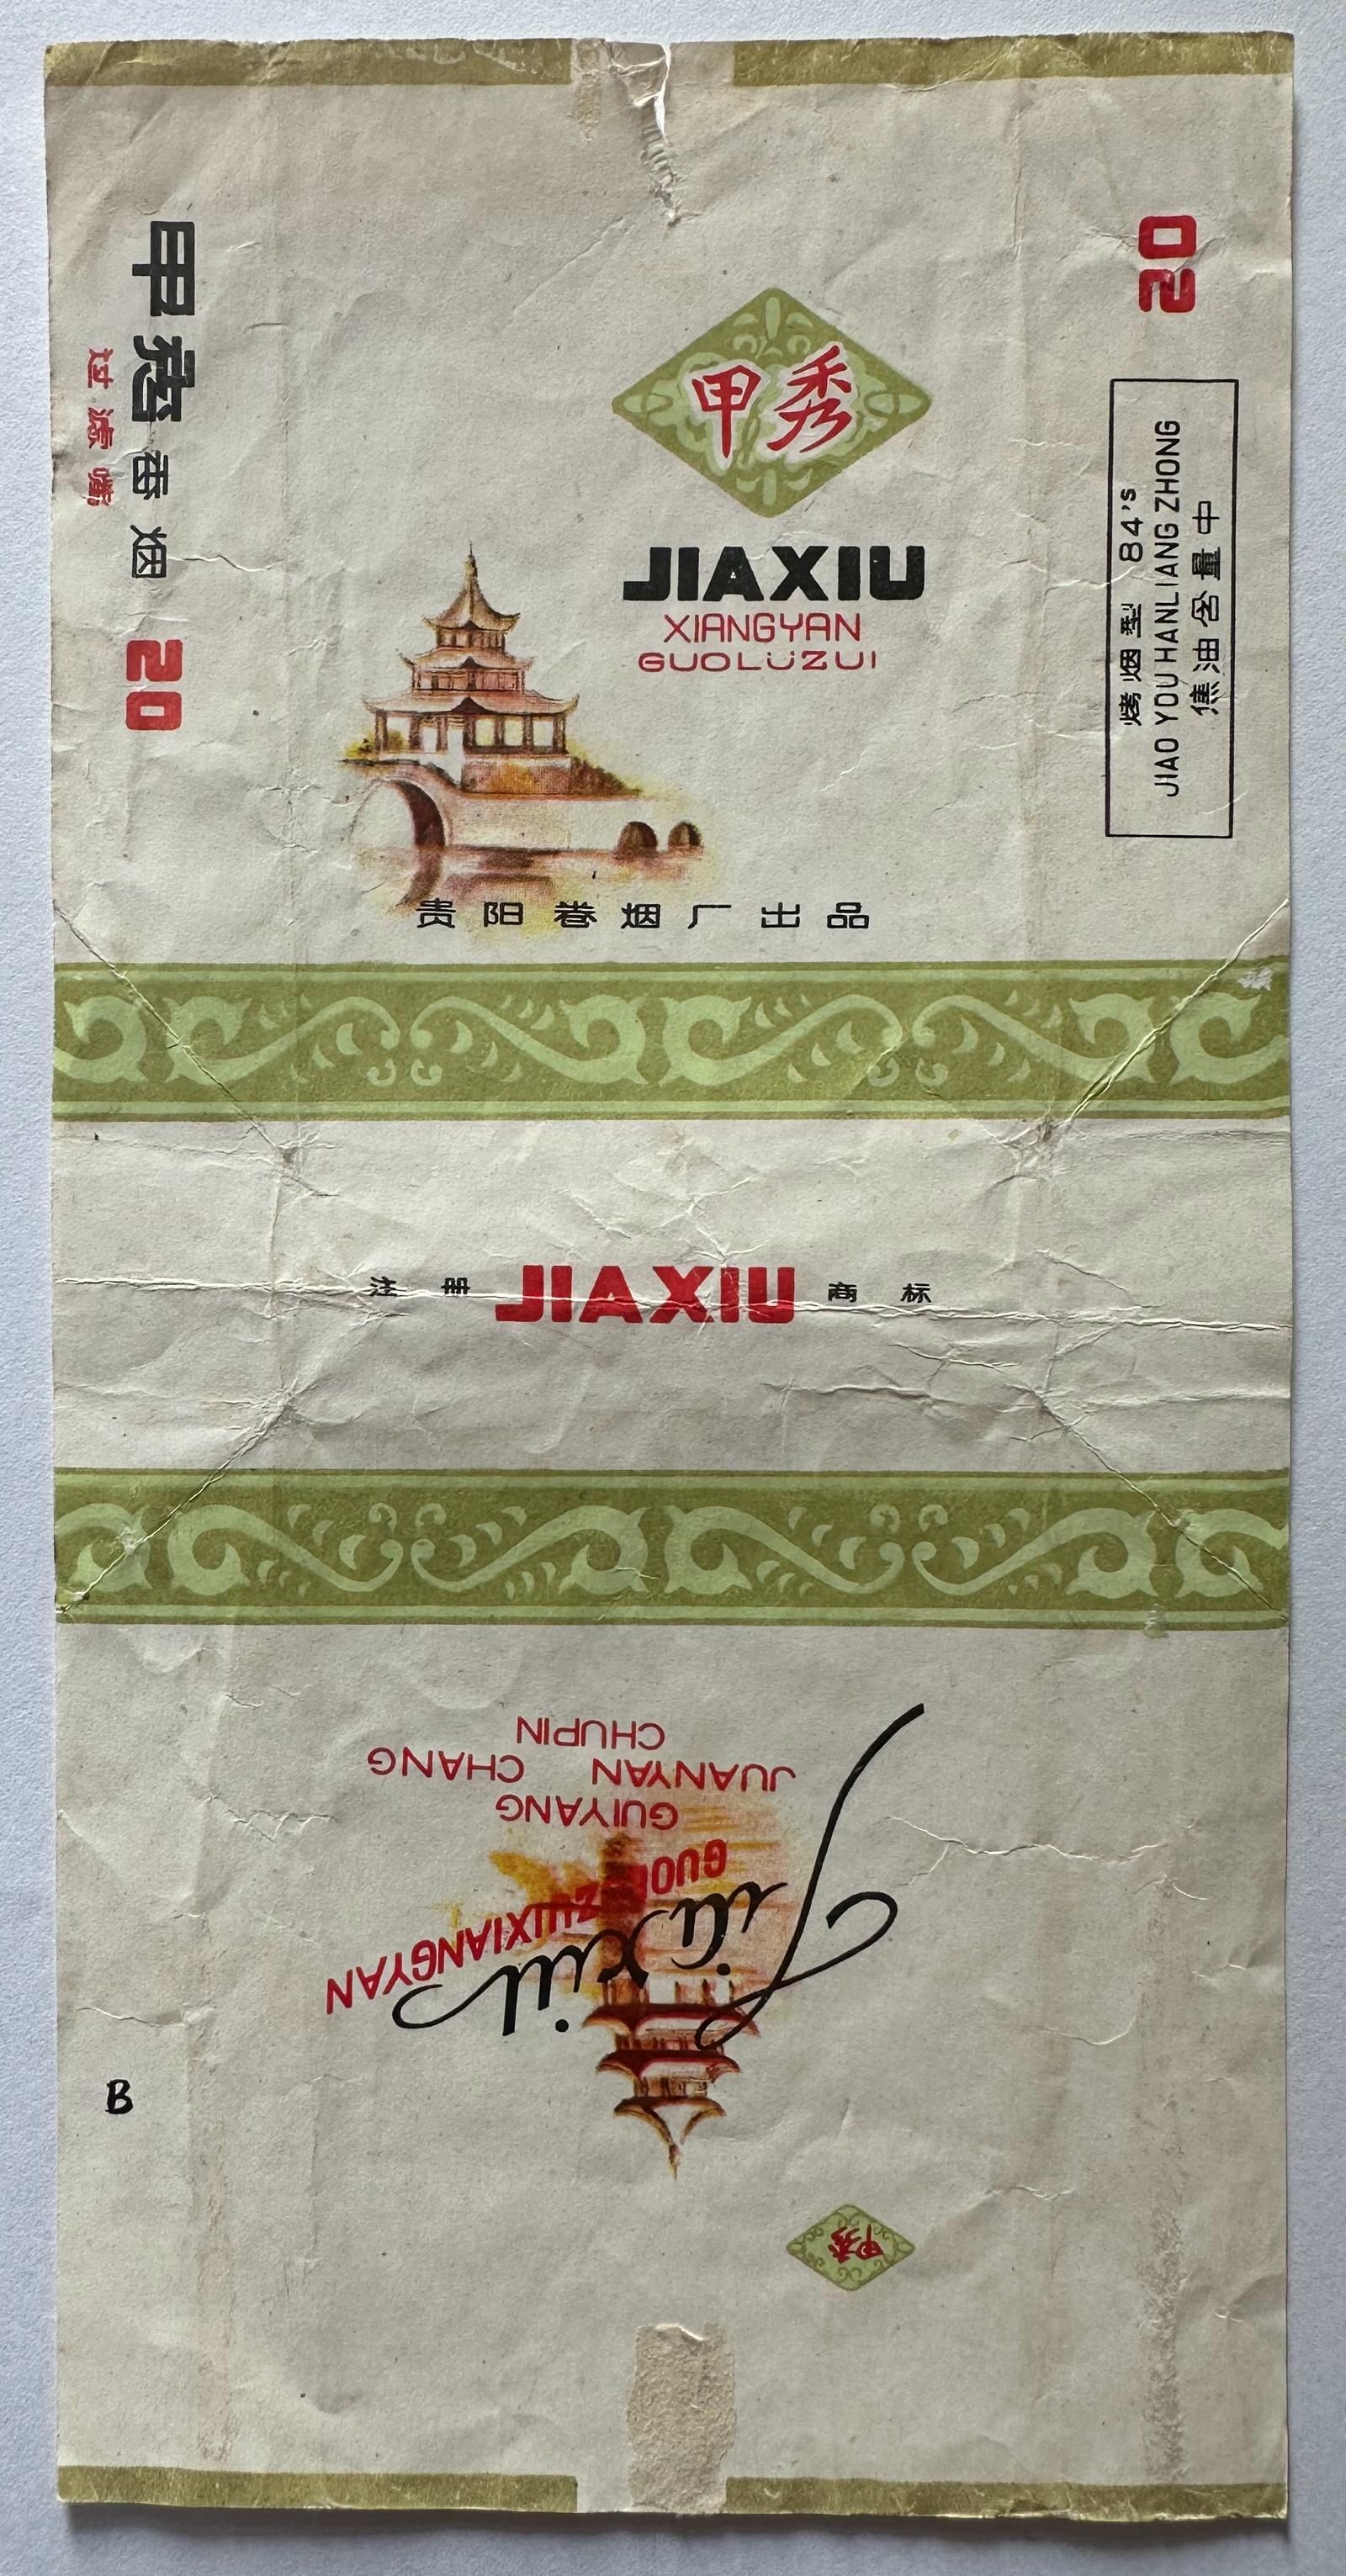 甲秀香烟 20
过滤嘴
甲秀
JIAXIU
XIANGYAN
GUOLÜZUI
贵阳卷烟厂出品
20
烤烟型 84's
JIAO YOU HANLIANG ZHONG
焦油含量中
注册 JIAXIU 商标
甲秀
Jiaxiu
GUOLÜZUIXIANGYAN
GUIYANG
JUANYAN CHANG
CHUPIN
B